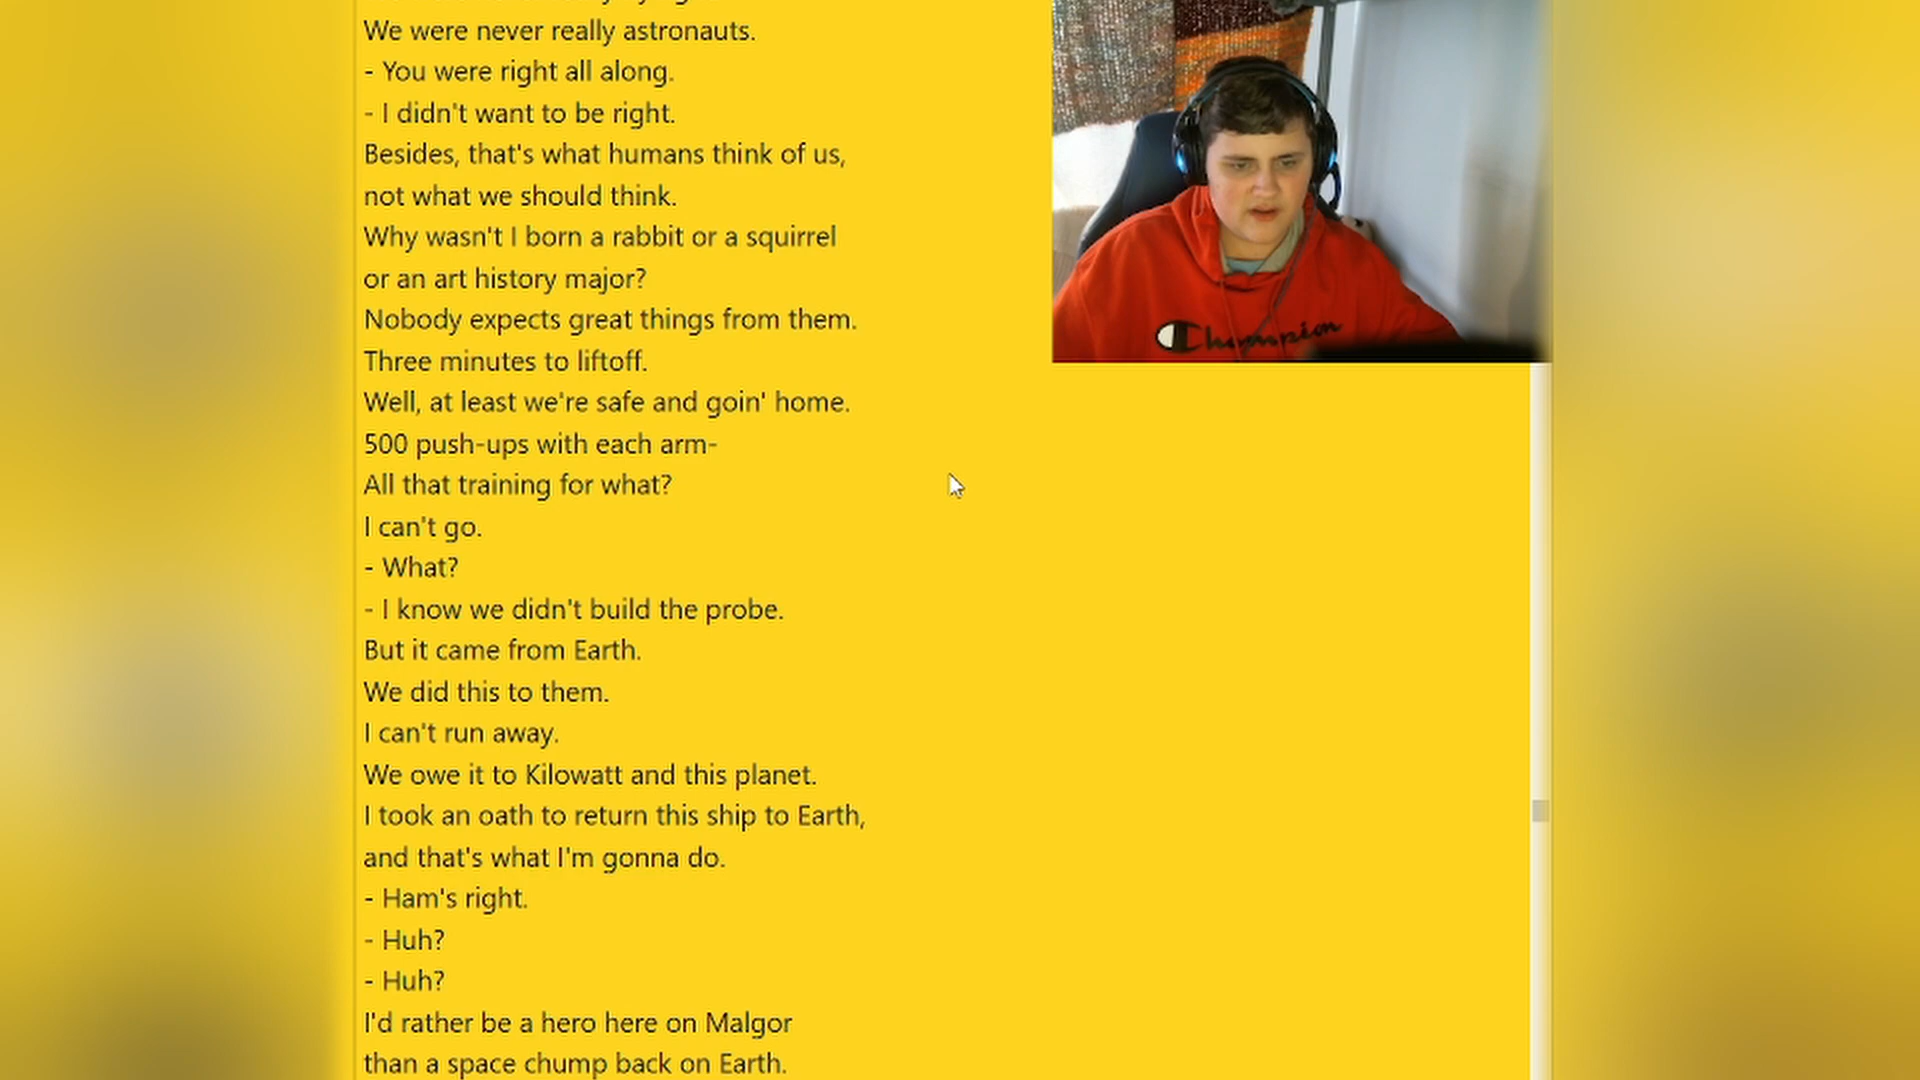 We were never really astronauts.
- You were right all along.
- I didn't want to be right.
Besides, that's what humans think of us,
not what we should think.
Why wasn't I born a rabbit or a squirrel
or an art history major?
Nobody expects great things from them.
Three minutes to liftoff.
Well, at least we're safe and goin' home.
500 push-ups with each arm-
All that training for what?
I can't go.
- What?
- I know we didn't build the probe.
But it came from Earth.
We did this to them.
I can't run away.
We owe it to Kilowatt and this planet.
I took an oath to return this ship to Earth,
and that's what I'm gonna do.
- Ham's right.
- Huh?
- Huh?
I'd rather be a hero here on Malgor
than a space chump back on Earth.
Champion